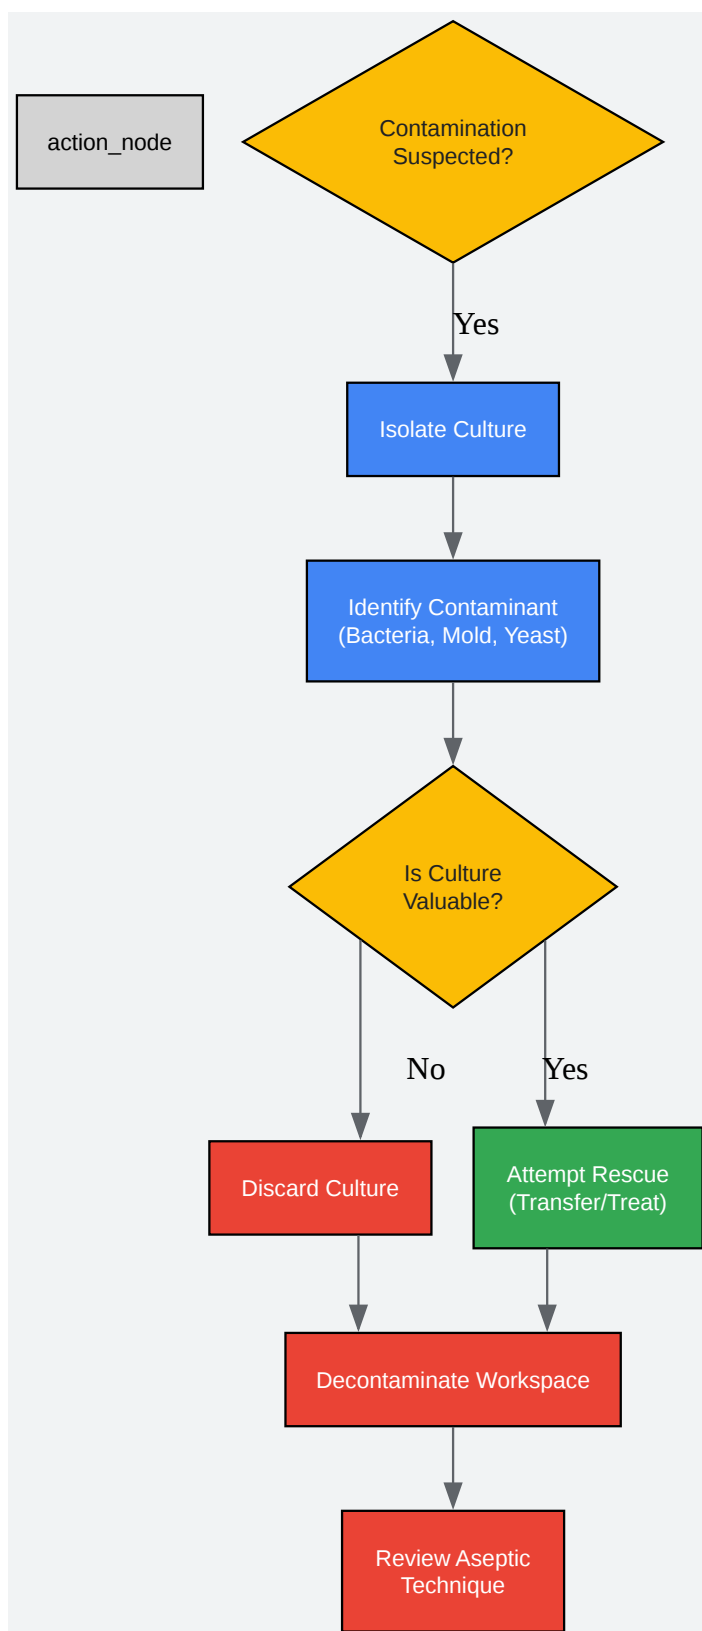 action_node
Contamination
Suspected?
Yes
Isolate Culture
Identify Contaminant
(Bacteria, Mold, Yeast)
Is Culture
Valuable?
No
Yes
Discard Culture
Attempt Rescue
(Transfer/Treat)
Decontaminate Workspace
Review Aseptic
Technique